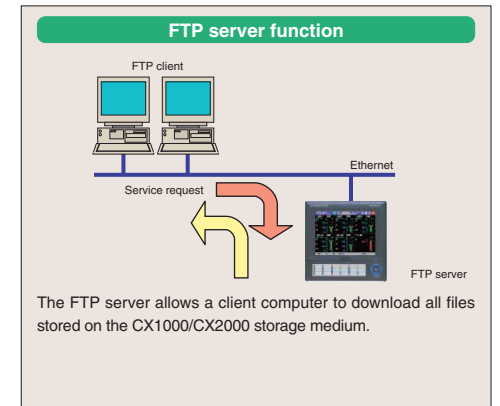 FTP server function
FTP client
Ethernet
Service request
FTP server
The FTP server allows a client computer to download all files
stored on the CX1000/CX2000 storage medium.